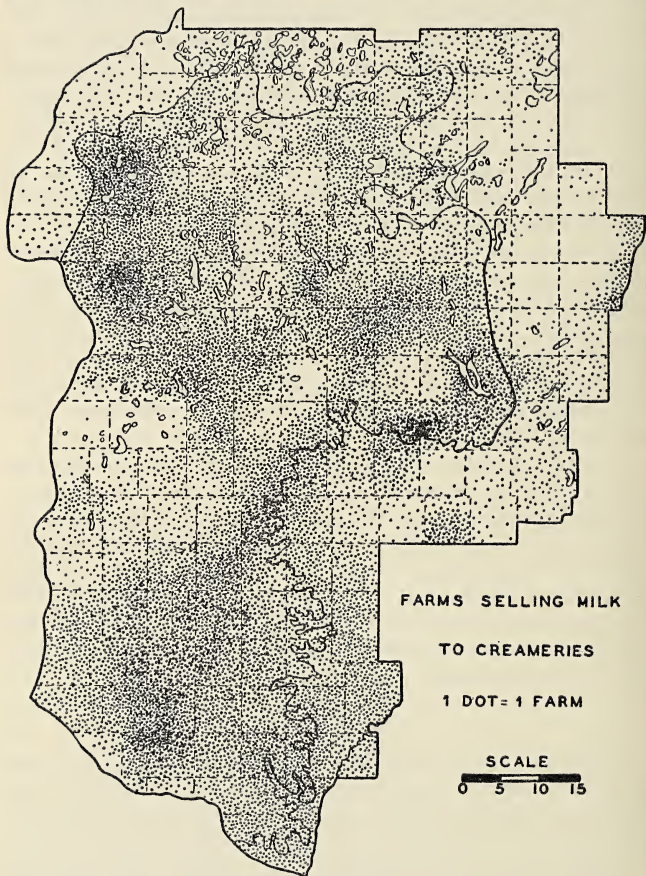 FARMS SELLING MILK
TO CREAMERIES
1 DOT = 1 FARM
SCALE
0 5 10 15